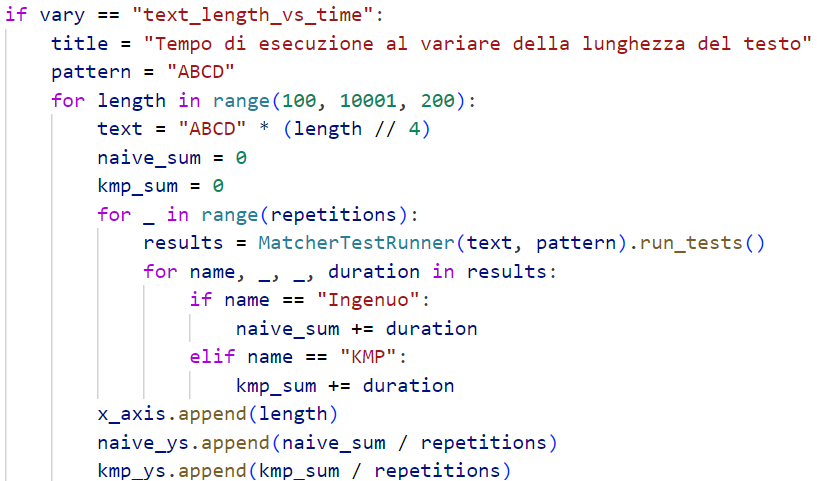 if vary == "text_length_vs_time":
    title = "Tempo di esecuzione al variare della lunghezza del testo"
    pattern = "ABCD"
    for length in range(100, 10001, 200):
        text = "ABCD" * (length // 4)
        naive_sum = 0
        kmp_sum = 0
        for _ in range(repetitions):
            results = MatcherTestRunner(text, pattern).run_tests()
            for name, _, _, duration in results:
                if name == "Ingenuo":
                    naive_sum += duration
                elif name == "KMP":
                    kmp_sum += duration
        x_axis.append(length)
        naive_ys.append(naive_sum / repetitions)
        kmp_ys.append(kmp_sum / repetitions)